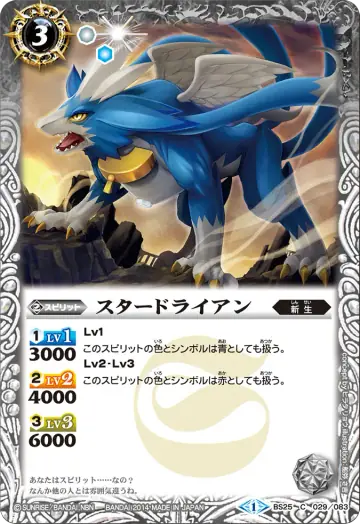 3
スピリット
スタードライアン
しん せい
新生
1 LV1
3000
2 LV2
4000
3 LV3
6000
Lv1
このスピリットの色とシンボルは青としても扱う。
Lv2・Lv3
このスピリットの色とシンボルは赤としても扱う。
あなたはスピリット……なの?
なんか他の人とは雰囲気違うね。
©SUNRISE/BANDAI, NBN BANDAI 2014 MADE IN JAPAN
1
BS25-C 029/083